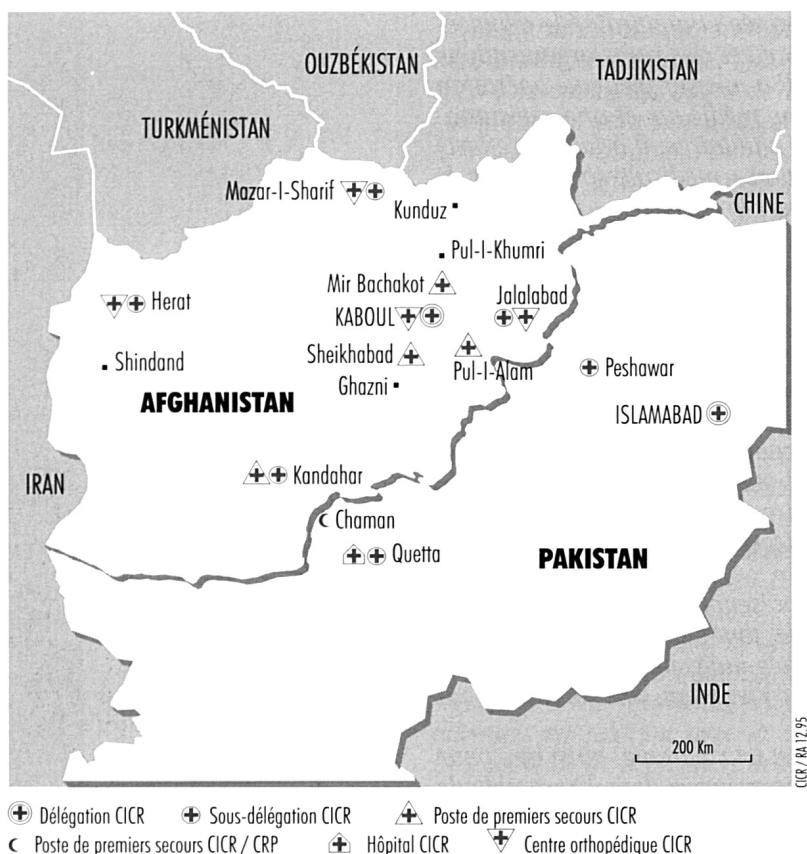 OUZBÉKISTAN
TADJIKISTAN
TURKMÉNISTAN
Mazar-I-Sharif
Kunduz
CHINE
Pul-I-Khumri
Mir Bachakot
Jalalabad
Herat
KABOUL
Sheikhabad
Pul-I-Alam
Shindand
Peshawar
Ghazni
AFGHANISTAN
ISLAMABAD
IRAN
Kandahar
Chaman
Quetta
PAKISTAN
INDE
200 Km
CICR / RA 12.95
Délégation CICR Sous-délégation CICR Poste de premiers secours CICR
Poste de premiers secours CICR / CRP Hôpital CICR Centre orthopédique CICR